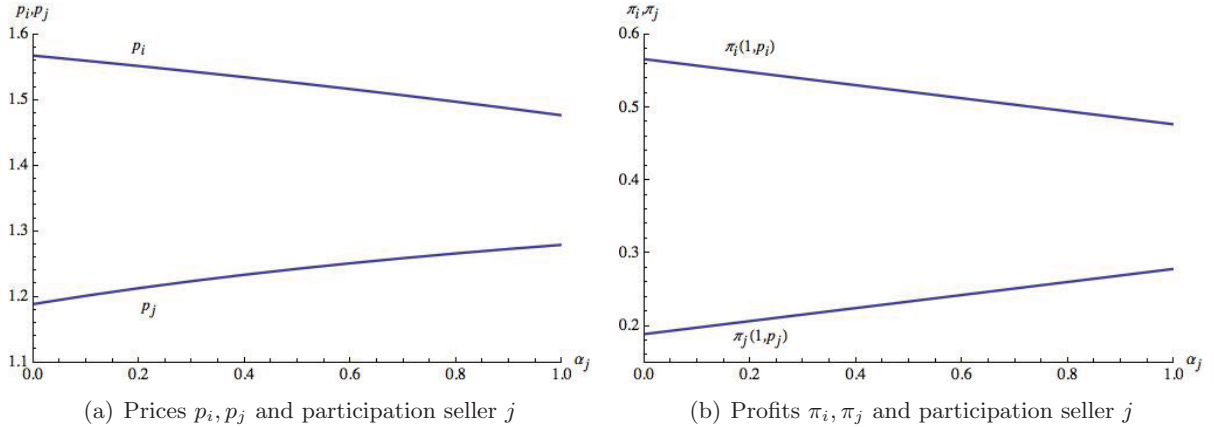 p_i,p_j
1.6
p_i
1.5
1.4
1.3
1.2
p_j
1.1
0.0 0.2 0.4 0.6 0.8 1.0 α_j
(a) Prices p_i, p_j and participation seller j
π_i,π_j
0.6
π_i(1,p_i)
0.5
0.4
0.3
0.2
π_j(1,p_j)
0.0 0.2 0.4 0.6 0.8 1.0 α_j
(b) Profits π_i, π_j and participation seller j